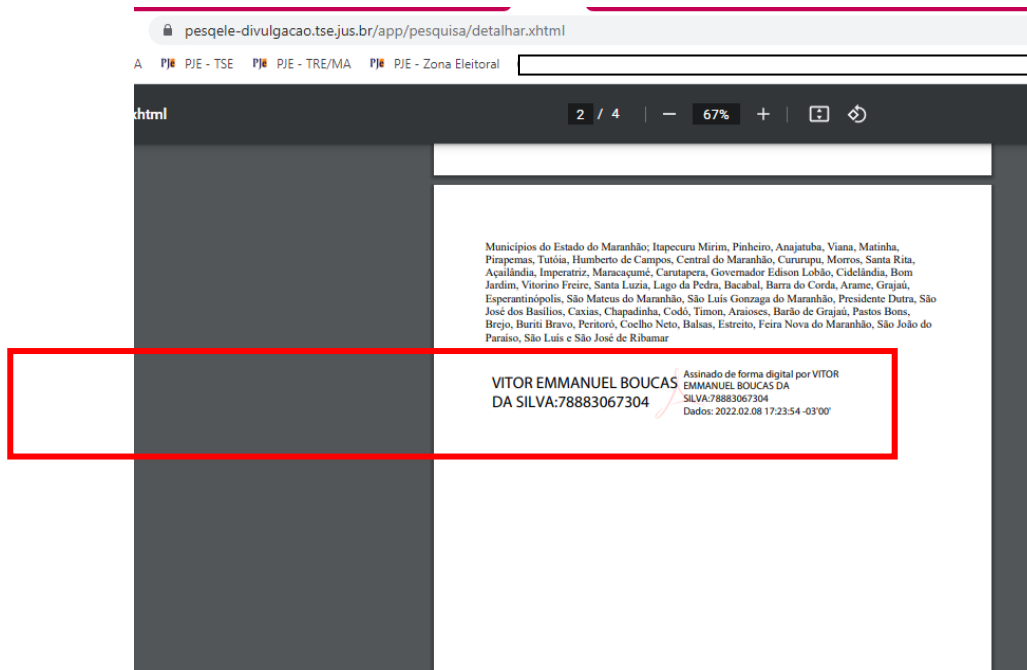 pesqele-divulgacao.tse.jus.br/app/pesquisa/detalhar.xhtml
A PJe PJE - TSE PJe PJE - TRE/MA PJe PJE - Zona Eleitoral
html 2 / 4 | − 67% + |
Municípios do Estado do Maranhão; Itapecuru Mirim, Pinheiro, Anajatuba, Viana, Matinha,
Pirapemas, Tutóia, Humberto de Campos, Central do Maranhão, Cururupu, Morros, Santa Rita,
Açailândia, Imperatriz, Maracaçumé, Carutapera, Governador Edison Lobão, Cidelândia, Bom
Jardim, Vitorino Freire, Santa Luzia, Lago da Pedra, Bacabal, Barra do Corda, Arame, Grajaú,
Esperantinópolis, São Mateus do Maranhão, São Luís Gonzaga do Maranhão, Presidente Dutra, São
José dos Basílios, Caxias, Chapadinha, Codó, Timon, Araioses, Barão de Grajaú, Pastos Bons,
Brejo, Buriti Bravo, Peritoró, Coelho Neto, Balsas, Estreito, Feira Nova do Maranhão, São João do
Paraíso, São Luís e São José de Ribamar
VITOR EMMANUEL BOUCAS
DA SILVA:78883067304
Assinado de forma digital por VITOR
EMMANUEL BOUCAS DA
SILVA:78883067304
Dados: 2022.02.08 17:23:54 -03'00'